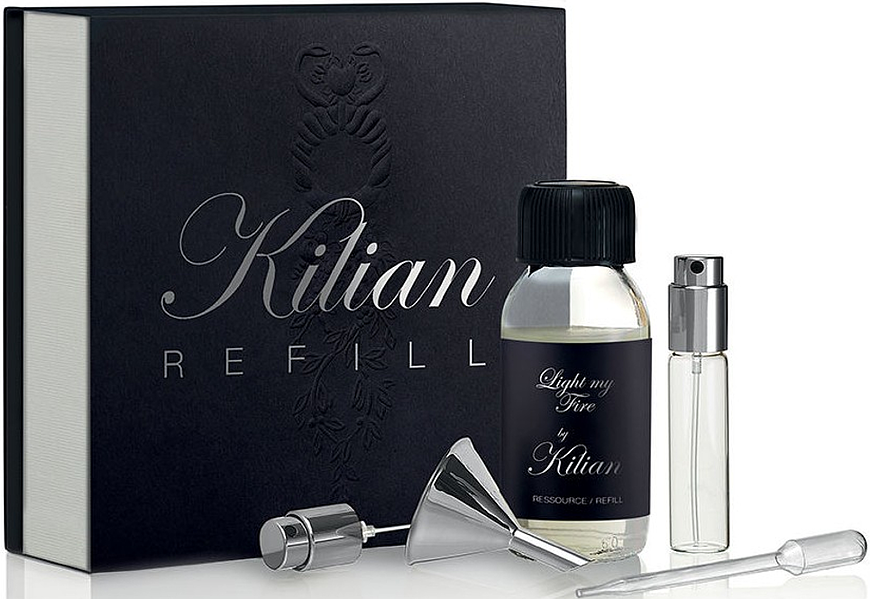 Kilian
REFILL
Light my
Fire
by
Kilian
RESSOURCE / REFILL